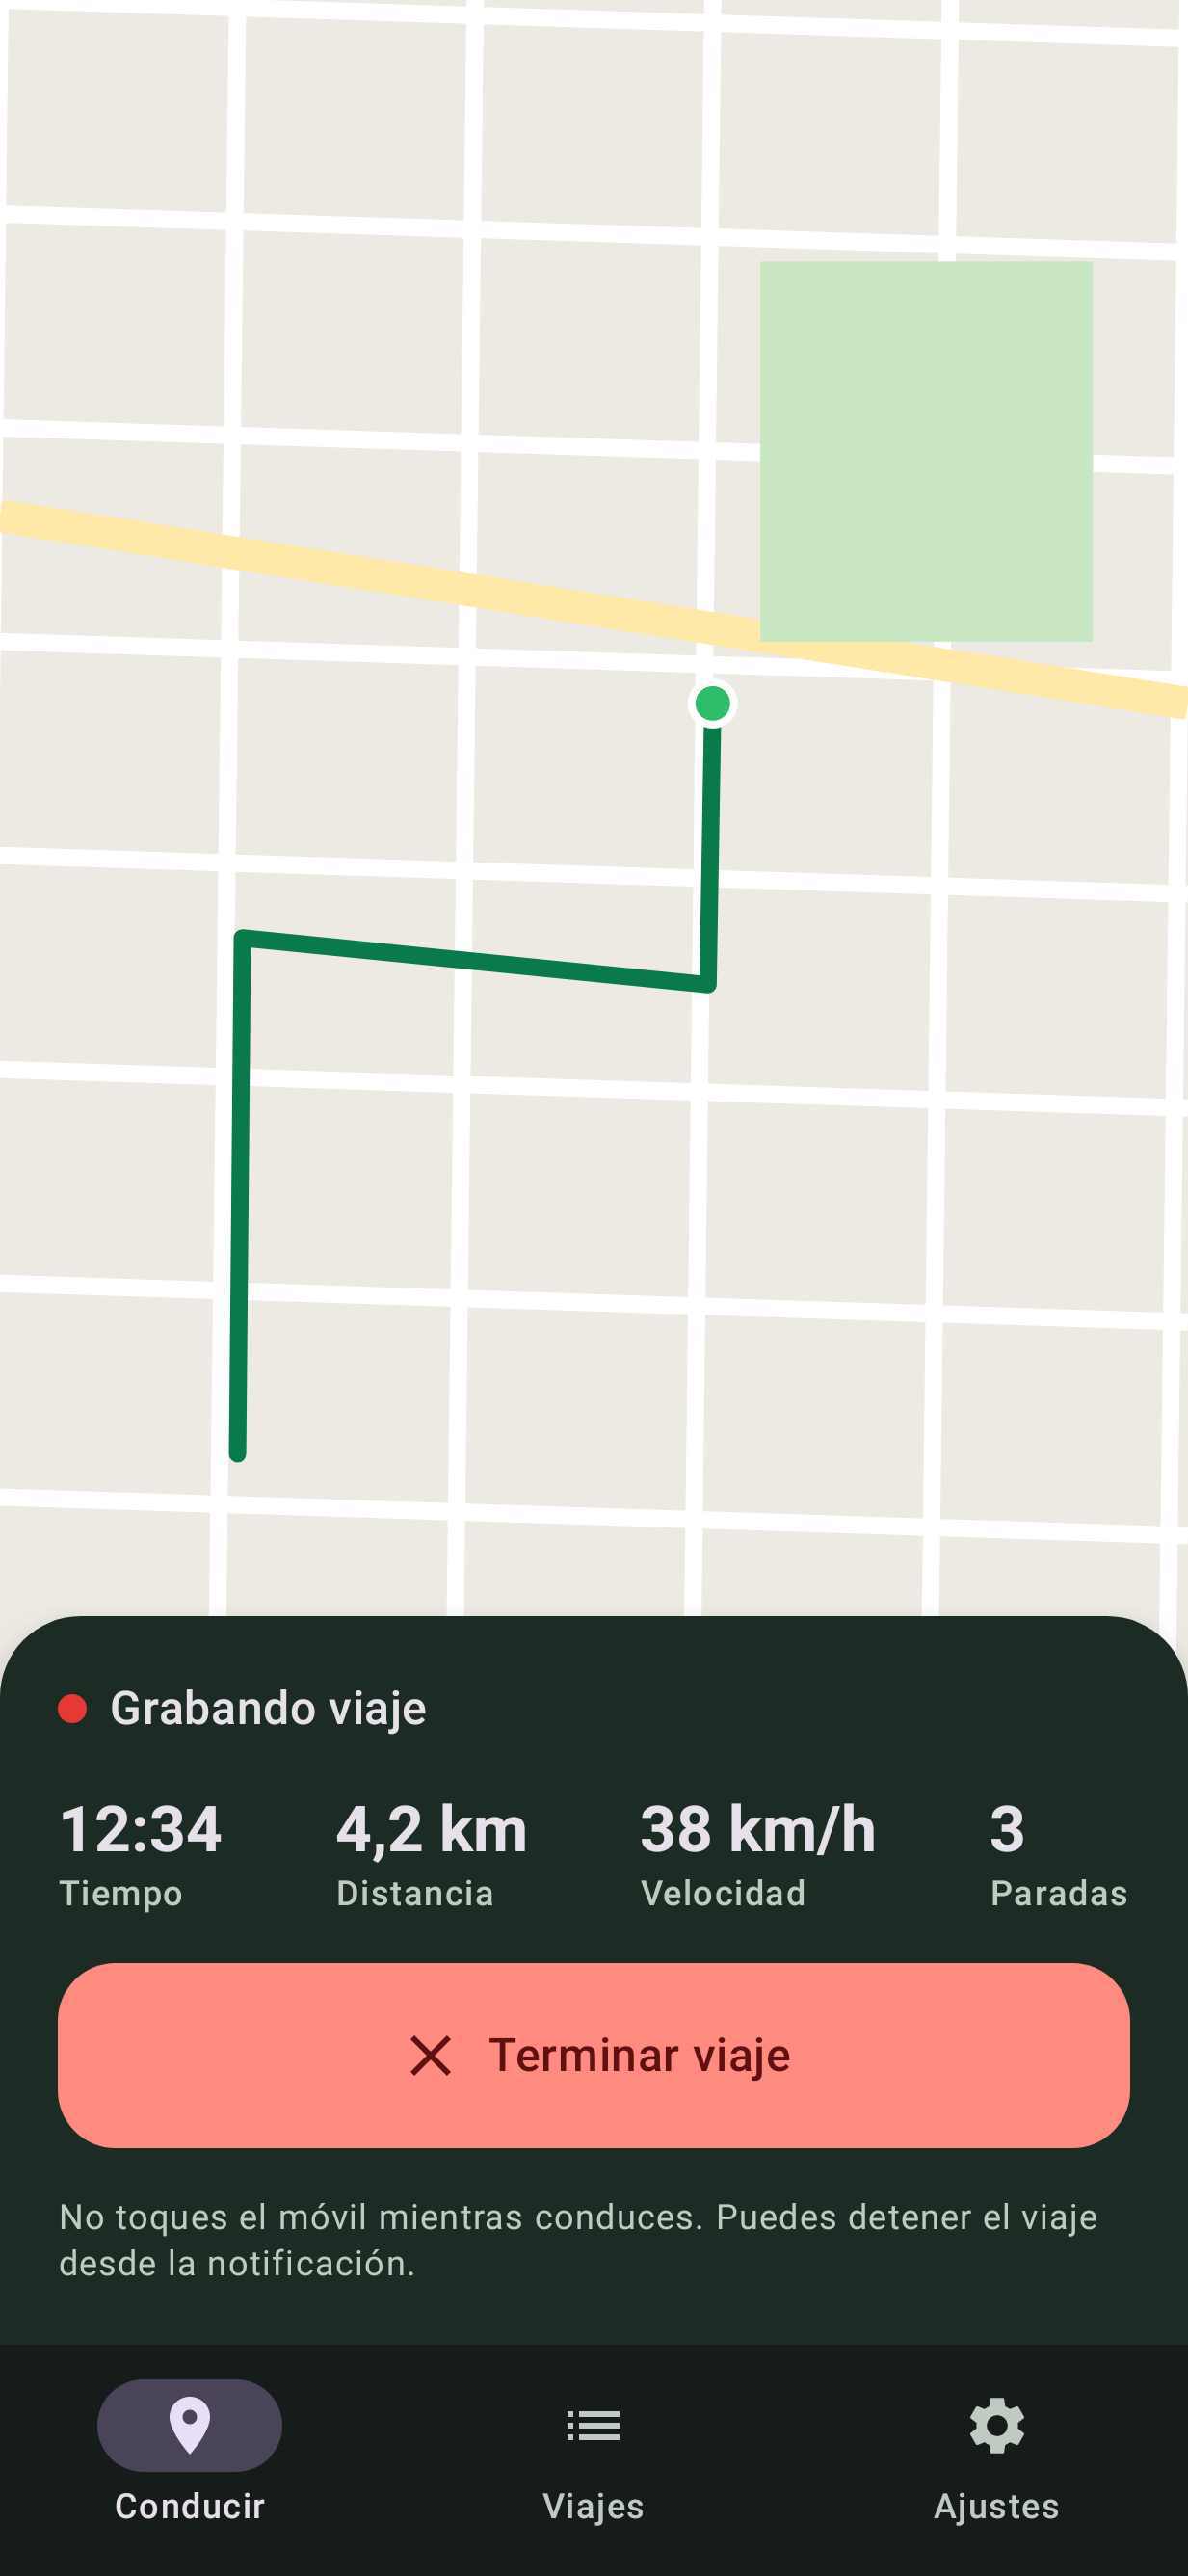 Grabando viaje
12:34 4,2 km 38 km/h 3
Tiempo Distancia Velocidad Paradas
Terminar viaje
No toques el móvil mientras conduces. Puedes detener el viaje
desde la notificación.
Conducir Viajes Ajustes